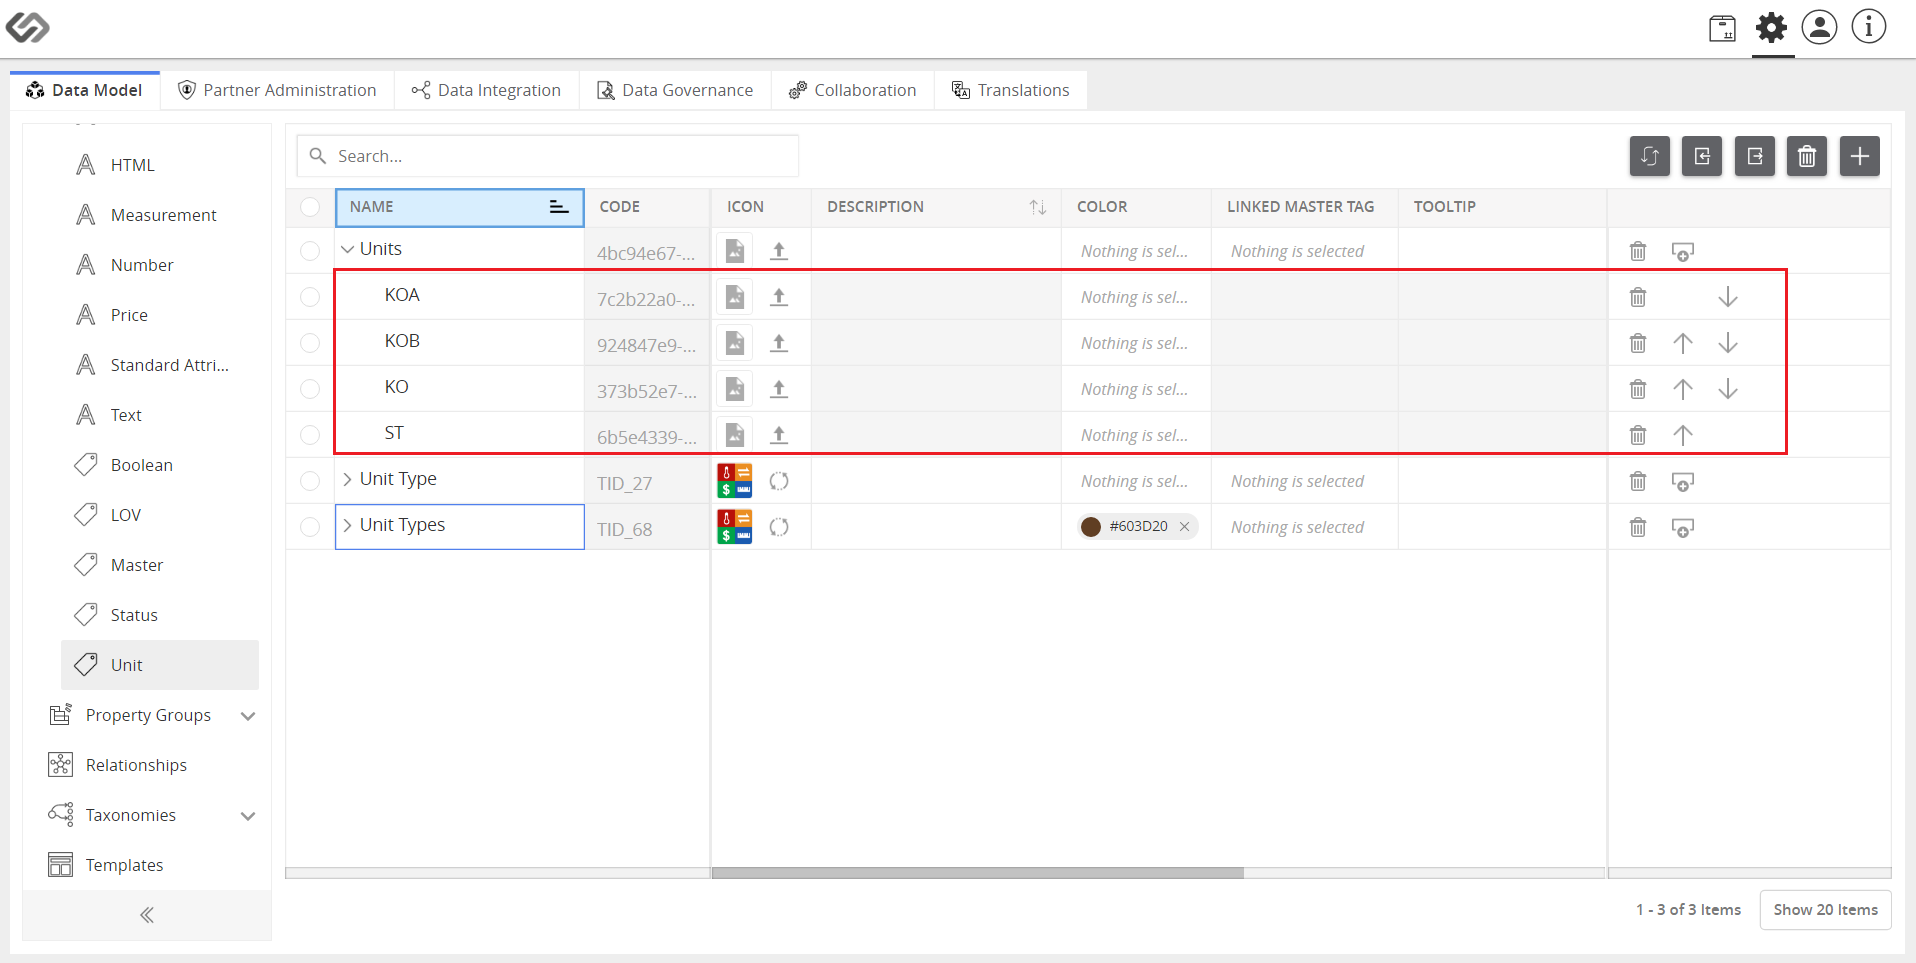 Data Model
Partner Administration
Data Integration
Data Governance
Collaboration
Translations
HTML
Measurement
Number
Price
Standard Attri...
Text
Boolean
LOV
Master
Status
Unit
Property Groups
Relationships
Taxonomies
Templates
Search...
NAME CODE ICON DESCRIPTION COLOR LINKED MASTER TAG TOOLTIP
Units 4bc94e67-... Nothing is sel... Nothing is selected
KOA 7c2b22a0-... Nothing is sel...
KOB 924847e9-... Nothing is sel...
KO 373b52e7-... Nothing is sel...
ST 6b5e4339-... Nothing is sel...
Unit Type TID_27 Nothing is sel... Nothing is selected
Unit Types TID_68 #603D20 Nothing is selected
1 - 3 of 3 Items Show 20 Items